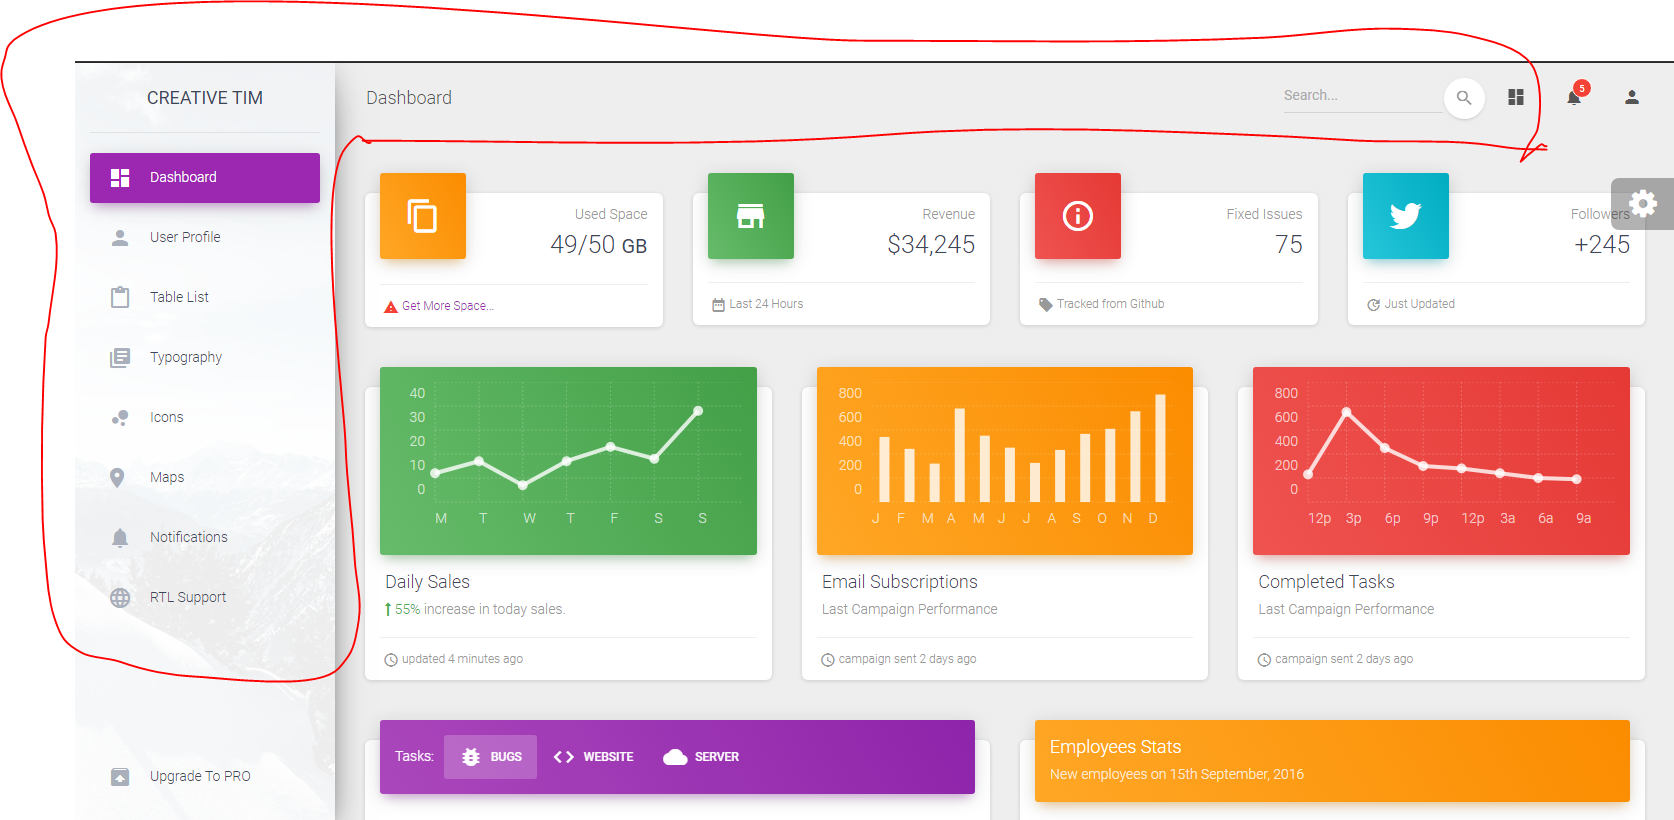 CREATIVE TIM
Dashboard
Search...
5
Dashboard
User Profile
Table List
Typography
Icons
Maps
Notifications
RTL Support
Upgrade To PRO
Used Space
49/50 GB
Get More Space...
Revenue
$34,245
Last 24 Hours
Fixed Issues
75
Tracked from Github
Followers
+245
Just Updated
40
30
20
10
0
M T W T F S S
Daily Sales
55% increase in today sales.
updated 4 minutes ago
800
600
400
200
0
J F M A M J J A S O N D
Email Subscriptions
Last Campaign Performance
campaign sent 2 days ago
800
600
400
200
0
12p 3p 6p 9p 12p 3a 6a 9a
Completed Tasks
Last Campaign Performance
campaign sent 2 days ago
Tasks: BUGS WEBSITE SERVER
Employees Stats
New employees on 15th September, 2016